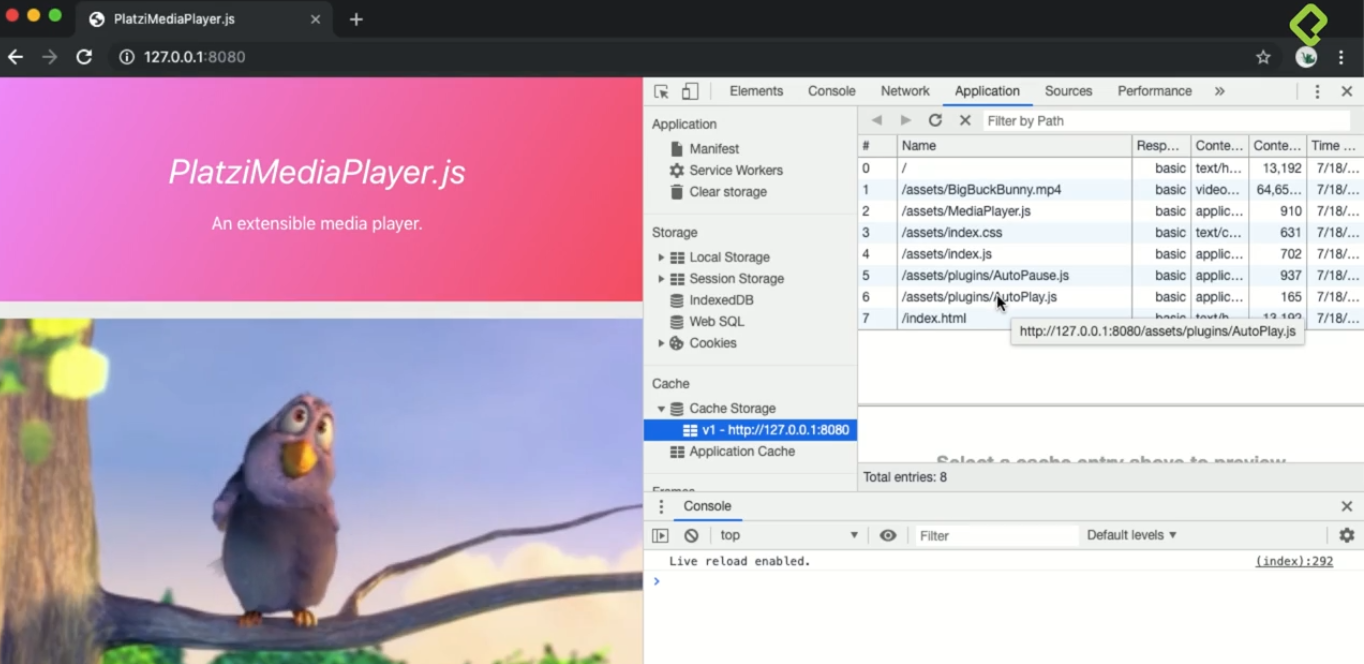 PlatziMediaPlayer.js
127.0.0.1:8080
PlatziMediaPlayer.js
An extensible media player.
Elements Console Network Application Sources Performance
Application
Manifest
Service Workers
Clear storage
Storage
Local Storage
Session Storage
IndexedDB
Web SQL
Cookies
Cache
Cache Storage
v1 - http://127.0.0.1:8080
Application Cache
Frames
Filter by Path
# Name Resp... Conte... Conte... Time ...
0 / basic text/h... 13,192 7/18/...
1 /assets/BigBuckBunny.mp4 basic video... 64,65... 7/18/...
2 /assets/MediaPlayer.js basic applic... 910 7/18/...
3 /assets/index.css basic text/c... 631 7/18/...
4 /assets/index.js basic applic... 702 7/18/...
5 /assets/plugins/AutoPause.js basic applic... 937 7/18/...
6 /assets/plugins/AutoPlay.js basic applic... 165 7/18/...
7 /index.html basic text/h... 13,192 7/18/...
http://127.0.0.1:8080/assets/plugins/AutoPlay.js
Select a cache entry above to preview
Total entries: 8
Console
top Filter Default levels
Live reload enabled. (index):292